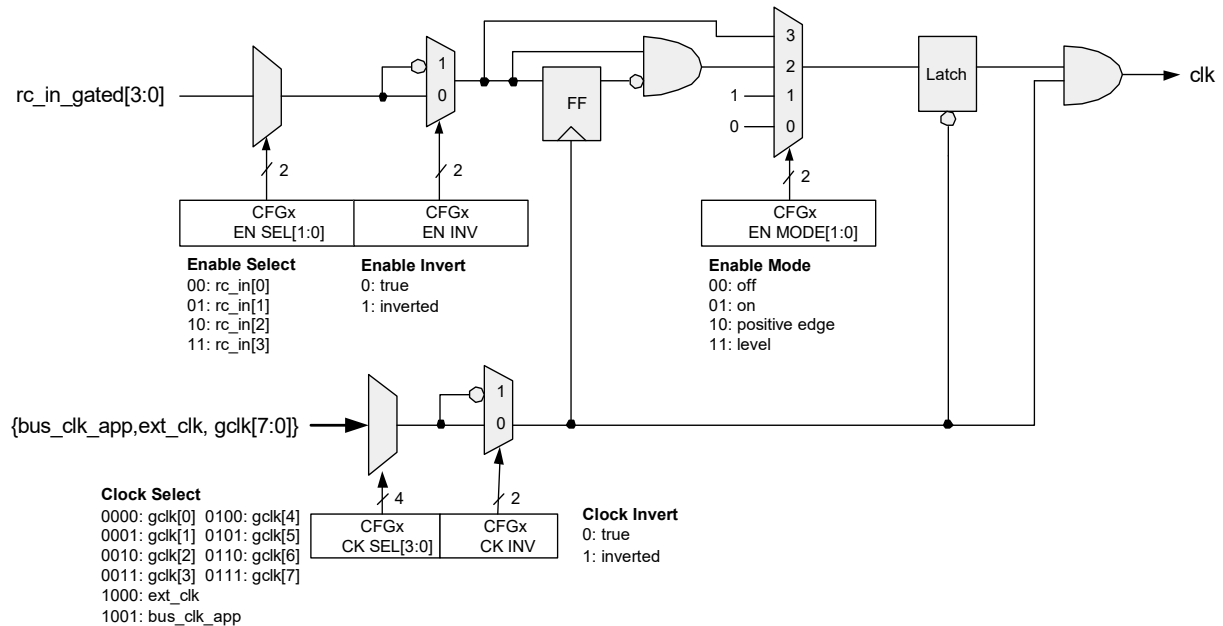 3
1
rc_in_gated[3:0]
0
FF
2
1
1
0
0
Latch
clk
2
2
2
CFGx
EN SEL[1:0]
CFGx
EN INV
CFGx
EN MODE[1:0]
Enable Select
00: rc_in[0]
01: rc_in[1]
10: rc_in[2]
11: rc_in[3]
Enable Invert
0: true
1: inverted
Enable Mode
00: off
01: on
10: positive edge
11: level
{bus_clk_app,ext_clk, gclk[7:0]}
1
0
4
2
CFGx
CK SEL[3:0]
CFGx
CK INV
Clock Select
0000: gclk[0] 0100: gclk[4]
0001: gclk[1] 0101: gclk[5]
0010: gclk[2] 0110: gclk[6]
0011: gclk[3] 0111: gclk[7]
1000: ext_clk
1001: bus_clk_app
Clock Invert
0: true
1: inverted